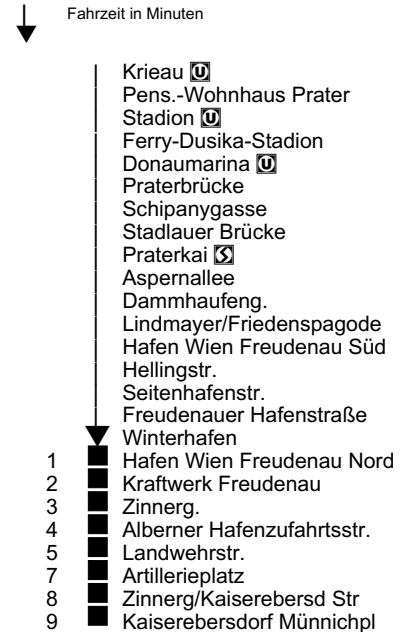 Fahrzeit in Minuten
Krieau U
Pens.-Wohnhaus Prater
Stadion U
Ferry-Dusika-Stadion
Donaumarina U
Praterbrücke
Schipanygasse
Stadlauer Brücke
Praterkai S
Aspernallee
Dammhaufeng.
Lindmayer/Friedenspagode
Hafen Wien Freudenau Süd
Hellingstr.
Seitenhafenstr.
Freudenauer Hafenstraße
Winterhafen
1 Hafen Wien Freudenau Nord
2 Kraftwerk Freudenau
3 Zinnerg.
4 Alberner Hafenzufahrtsstr.
5 Landwehrstr.
7 Artillerieplatz
8 Zinnerg/Kaiserebersd Str
9 Kaiserebersdorf Münnichpl